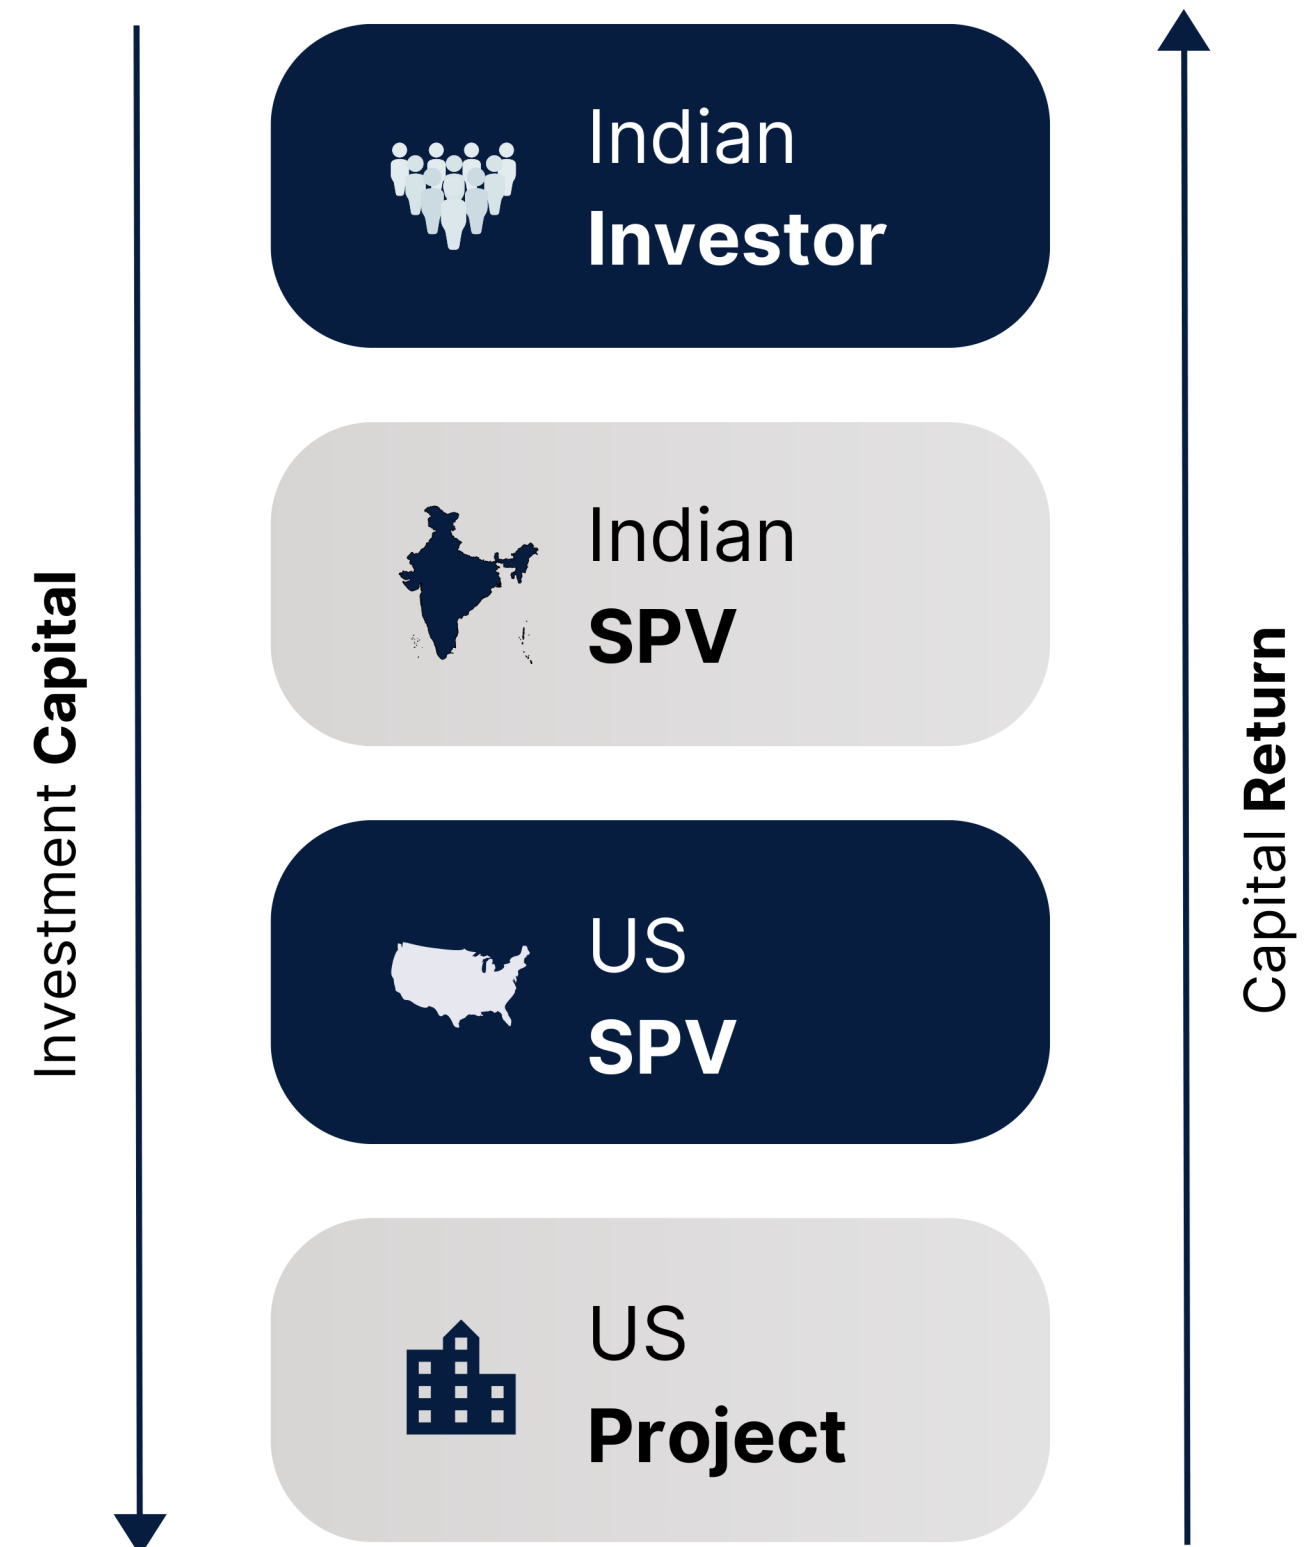 Indian
Investor
Indian
SPV
US
SPV
US
Project
Investment Capital
Capital Return